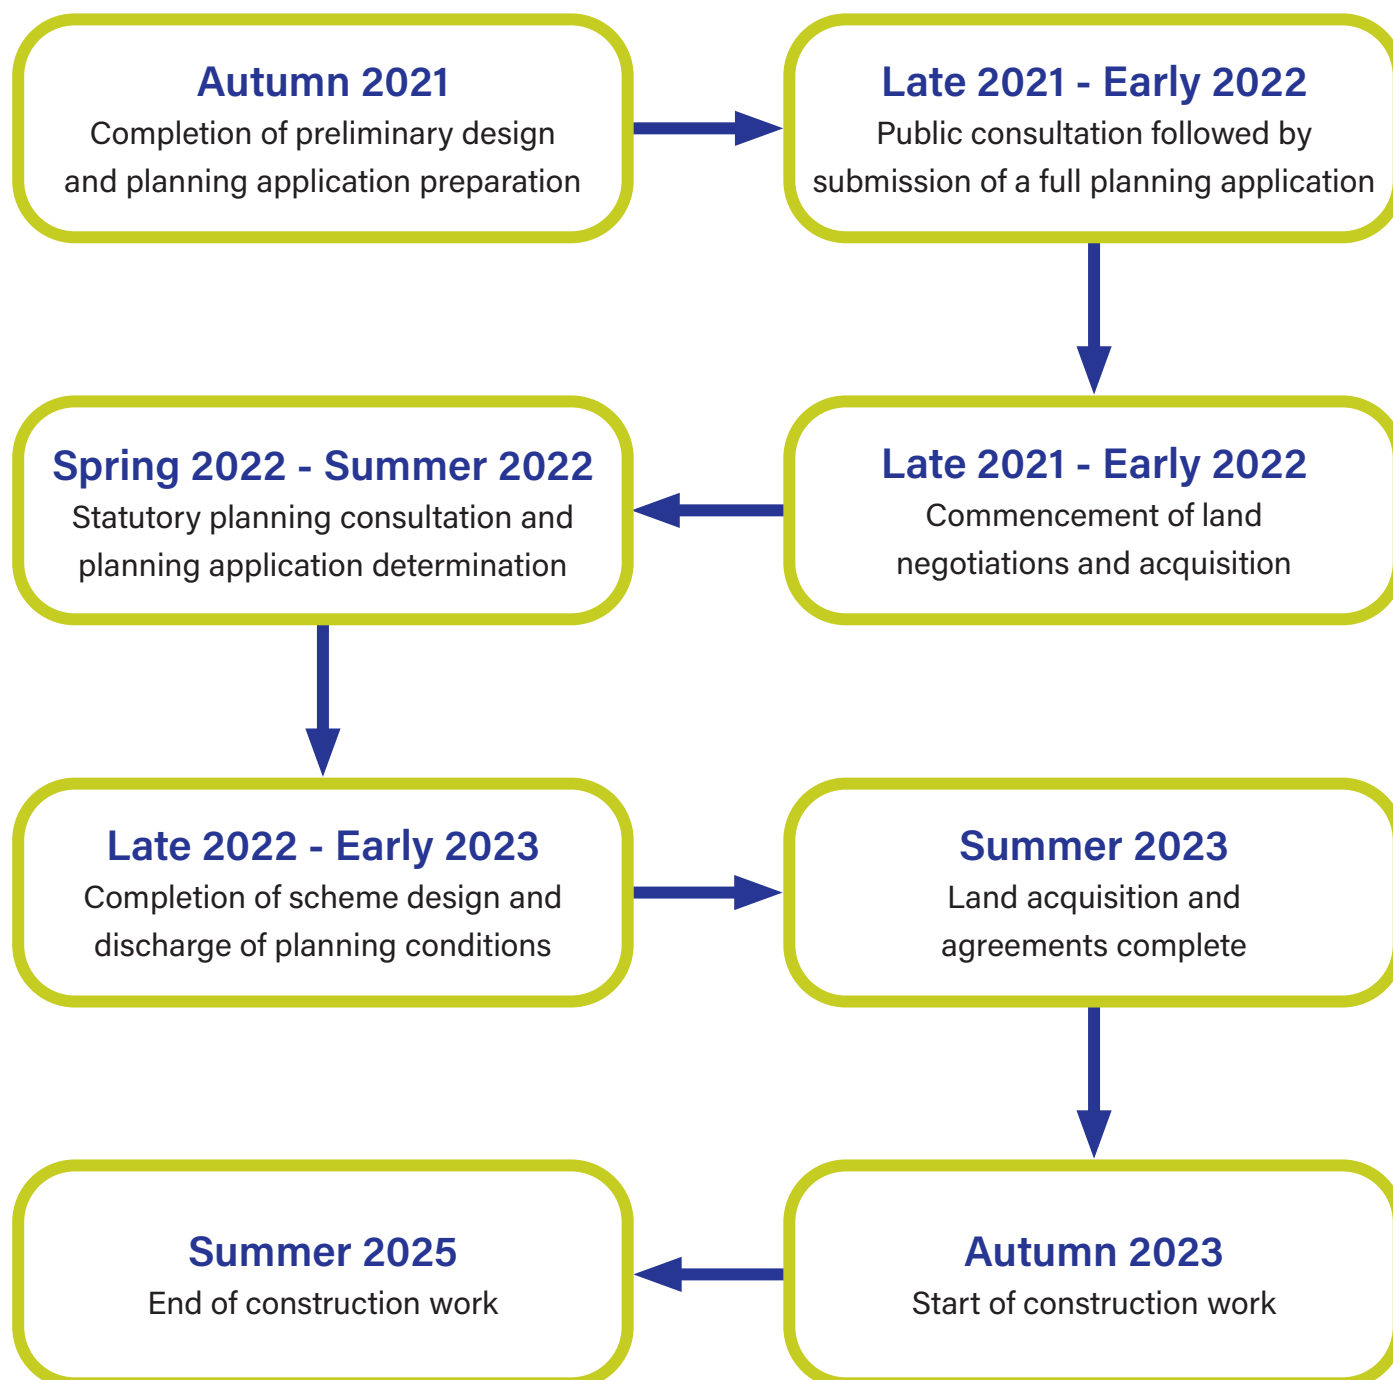 Autumn 2021
Completion of preliminary design
and planning application preparation
Late 2021 - Early 2022
Public consultation followed by
submission of a full planning application
Late 2021 - Early 2022
Commencement of land
negotiations and acquisition
Spring 2022 - Summer 2022
Statutory planning consultation and
planning application determination
Late 2022 - Early 2023
Completion of scheme design and
discharge of planning conditions
Summer 2023
Land acquisition and
agreements complete
Autumn 2023
Start of construction work
Summer 2025
End of construction work